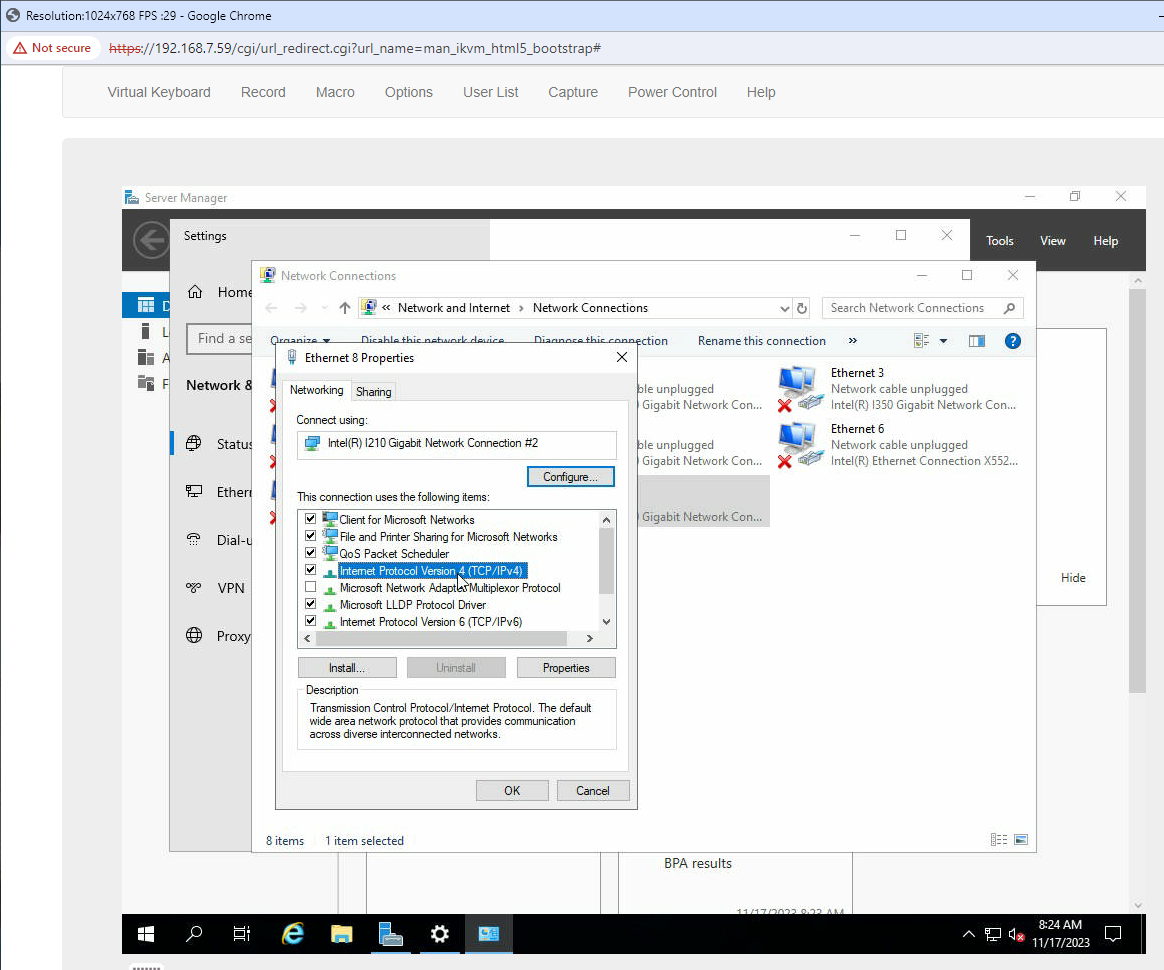 Resolution:1024x768 FPS :29 - Google Chrome
Not secure https://192.168.7.59/cgi/url_redirect.cgi?url_name=man_ikvm_html5_bootstrap#
Virtual Keyboard Record Macro Options User List Capture Power Control Help
Server Manager
Settings
Tools View Help
Network Connections
Home
« Network and Internet › Network Connections
Search Network Connections
Find a se
Organize Disable this network device Diagnose this connection Rename this connection »
Ethernet 8 Properties
Networking Sharing
Network &
Connect using:
Intel(R) I210 Gigabit Network Connection #2
Configure...
This connection uses the following items:
Client for Microsoft Networks
File and Printer Sharing for Microsoft Networks
QoS Packet Scheduler
Internet Protocol Version 4 (TCP/IPv4)
Microsoft Network Adapter Multiplexor Protocol
Microsoft LLDP Protocol Driver
Internet Protocol Version 6 (TCP/IPv6)
Install... Uninstall Properties
Description
Transmission Control Protocol/Internet Protocol. The default
wide area network protocol that provides communication
across diverse interconnected networks.
OK Cancel
ble unplugged
Gigabit Network Con...
ble unplugged
Gigabit Network Con...
Gigabit Network Con...
Ethernet 3
Network cable unplugged
Intel(R) I350 Gigabit Network Con...
Ethernet 6
Network cable unplugged
Intel(R) Ethernet Connection X552...
Status
Ethern
Dial-u
VPN
Proxy
Hide
8 items 1 item selected
BPA results
11/17/2023 8:23 AM
8:24 AM
11/17/2023